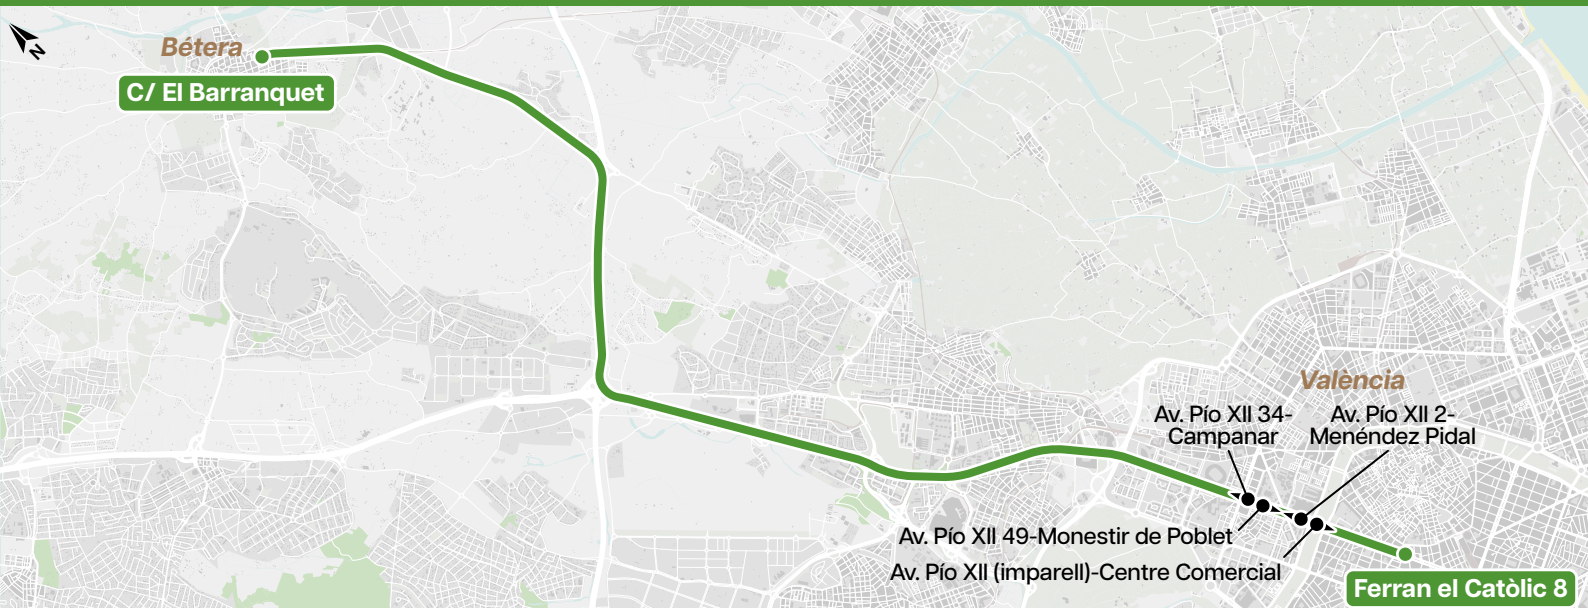 N
Bétera
C/ El Barranquet
València
Av. Pío XII 34-
Campanar
Av. Pío XII 2-
Menéndez Pidal
Av. Pío XII 49-Monestir de Poblet
Av. Pío XII (imparell)-Centre Comercial
Ferran el Catòlic 8